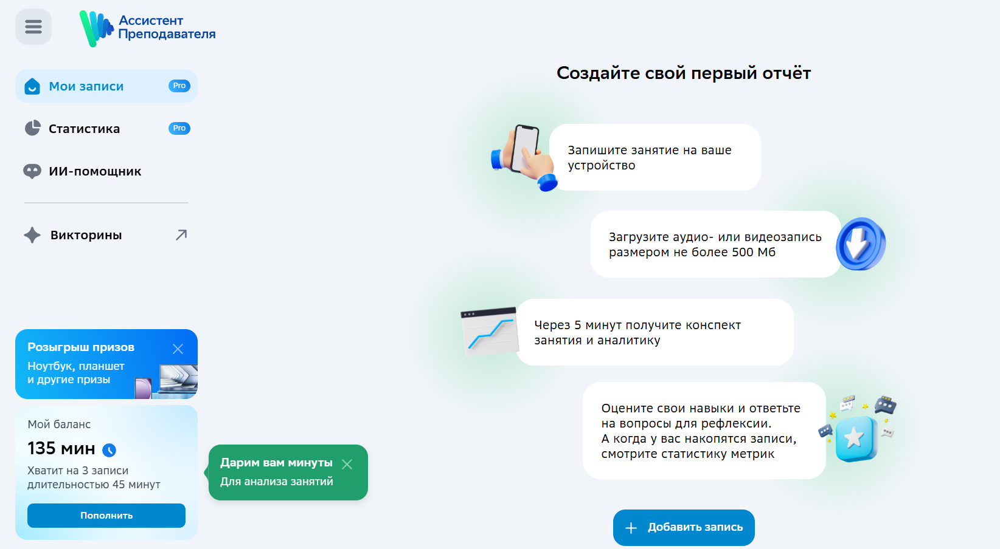 Ассистент
Преподавателя
Мои записи
Pro
Статистика
Pro
ИИ-помощник
Викторины
Розыгрыш призов
Ноутбук, планшет
и другие призы
Мой баланс
135 мин
Хватит на 3 записи
длительностью 45 минут
Пополнить
Дарим вам минуты
Для анализа занятий
Создайте свой первый отчёт
Запишите занятие на ваше
устройство
Загрузите аудио- или видеозапись
размером не более 500 Мб
Через 5 минут получите конспект
занятия и аналитику
Оцените свои навыки и ответьте
на вопросы для рефлексии.
А когда у вас накопятся записи,
смотрите статистику метрик
Добавить запись